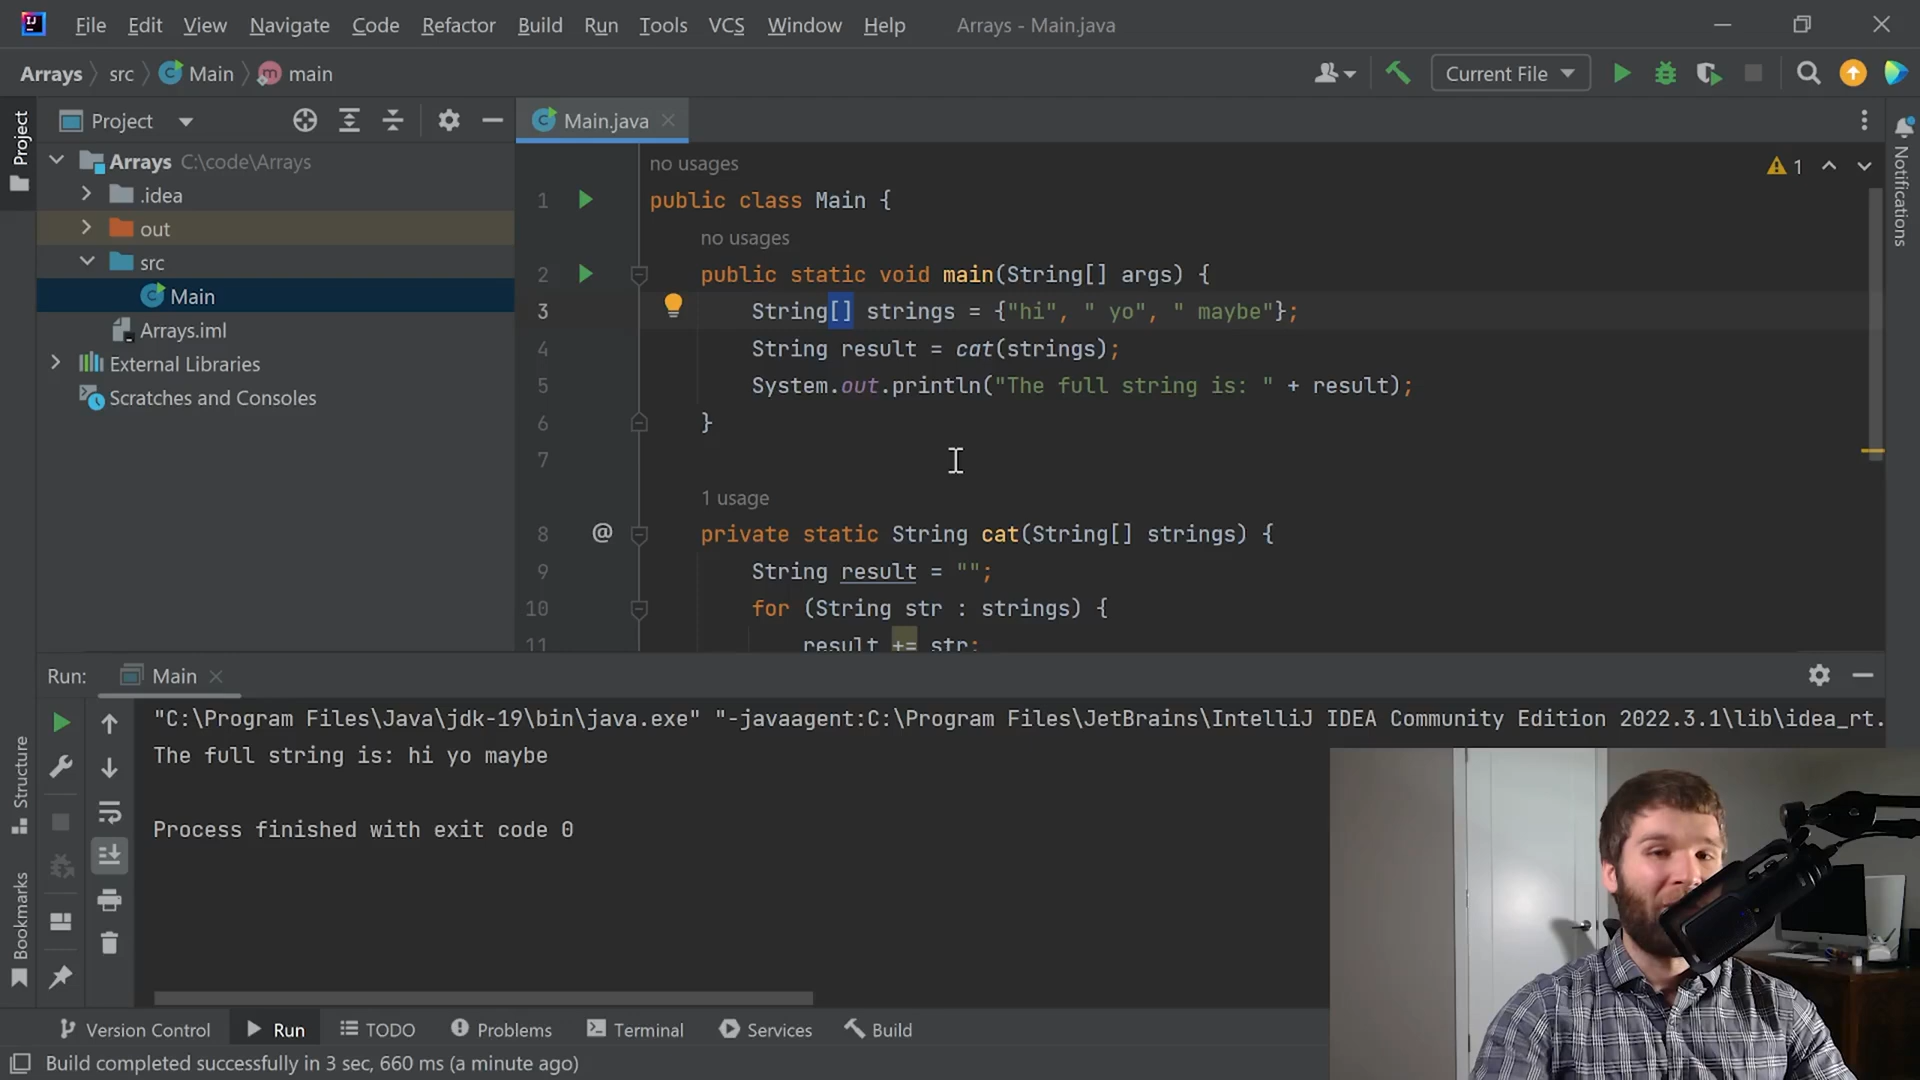 File Edit View Navigate Code Refactor Build Run Tools VCS Window Help Arrays - Main.java
Arrays src Main main Current File
Project Main.java
Project
Arrays C:\code\Arrays
.idea
out
src
Main
Arrays.iml
External Libraries
Scratches and Consoles
no usages
1 public class Main {
no usages
2 public static void main(String[] args) {
3 String[] strings = {"hi", " yo", " maybe"};
4 String result = cat(strings);
5 System.out.println("The full string is: " + result);
6 }
7
1 usage
8 @ private static String cat(String[] strings) {
9 String result = "";
10 for (String str : strings) {
11 result += str;
1
Notifications
Run: Main
"C:\Program Files\Java\jdk-19\bin\java.exe" "-javaagent:C:\Program Files\JetBrains\IntelliJ IDEA Community Edition 2022.3.1\lib\idea_rt.
The full string is: hi yo maybe
Process finished with exit code 0
Structure
Bookmarks
Version Control Run TODO Problems Terminal Services Build
Build completed successfully in 3 sec, 660 ms (a minute ago)